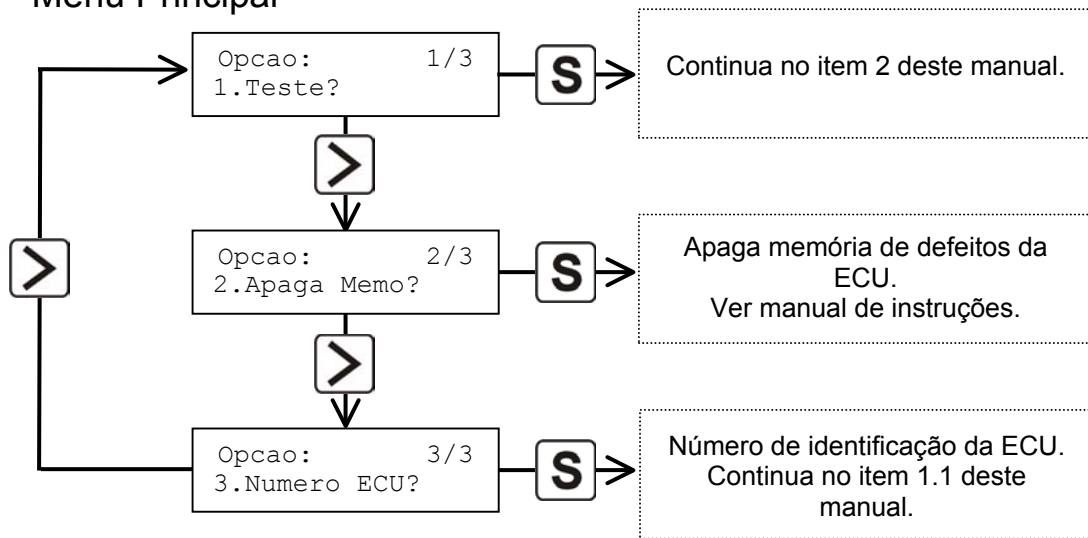 Menu Principal
Opcao: 1/3
1.Teste?
S
Continua no item 2 deste manual.
>
Opcao: 2/3
2.Apaga Memo?
S
Apaga memória de defeitos da
ECU.
Ver manual de instruções.
>
>
Opcao: 3/3
3.Numero ECU?
S
Número de identificação da ECU.
Continua no item 1.1 deste
manual.